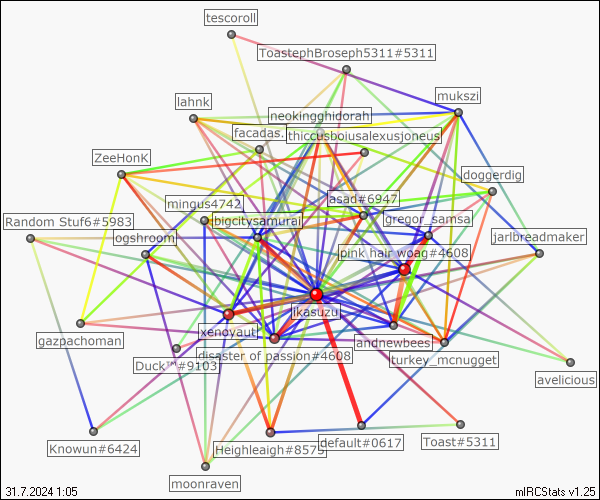 tescoroll
ToastephBroseph5311#5311
mukszi
lahnk
neokingghidorah
facadas.
thiccusboiusalexusjoneus
ZeeHonK
doggerdig
mingus4742
asad#6947
Random Stuf6#5983
bigcitysamurai
gregor_samsa
ogshroom
jarlbreadmaker
pink hair woag#4608
ikasuzu
gazpachoman
xenoyaut
andnewbees
disaster of passion#4608
turkey_mcnugget
Duck™#9103
avelicious
Knowun#6424
Heighleaigh#8575
default#0617
Toast#5311
moonraven
31.7.2024 1:05
mIRCStats v1.25